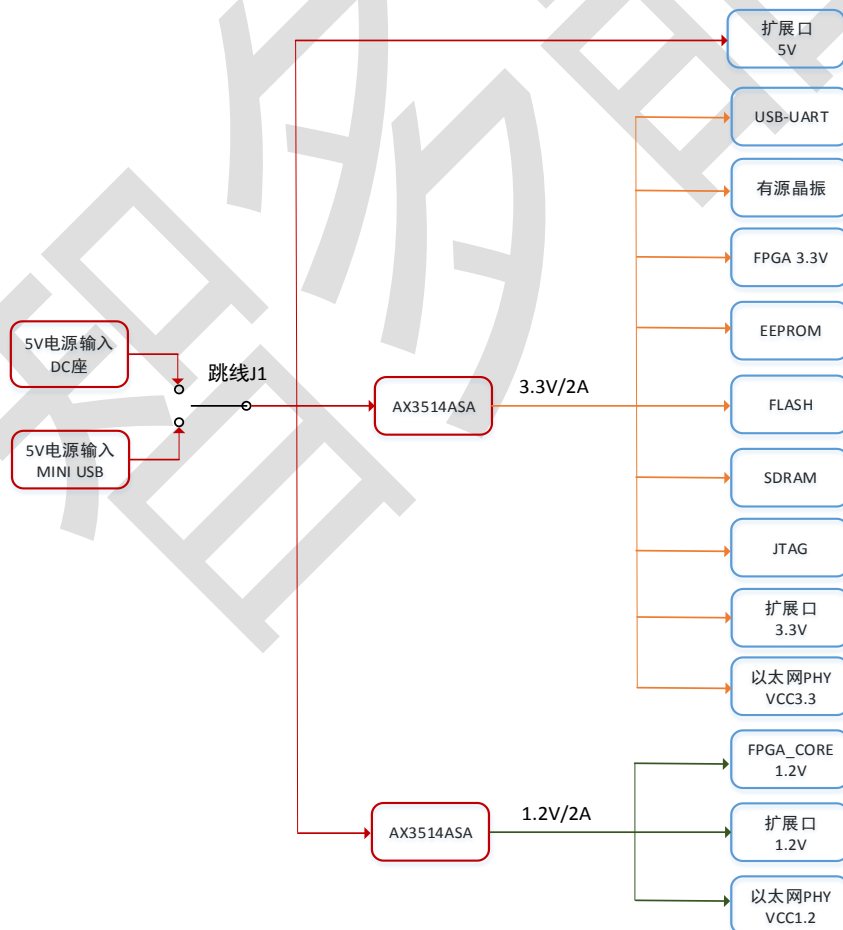 扩展口
5V
USB-UART
有源晶振
FPGA 3.3V
EEPROM
5V电源输入
DC座
跳线J1
AX3514ASA
3.3V/2A
FLASH
5V电源输入
MINI USB
SDRAM
JTAG
扩展口
3.3V
以太网PHY
VCC3.3
FPGA_CORE
1.2V
AX3514ASA
1.2V/2A
扩展口
1.2V
以太网PHY
VCC1.2